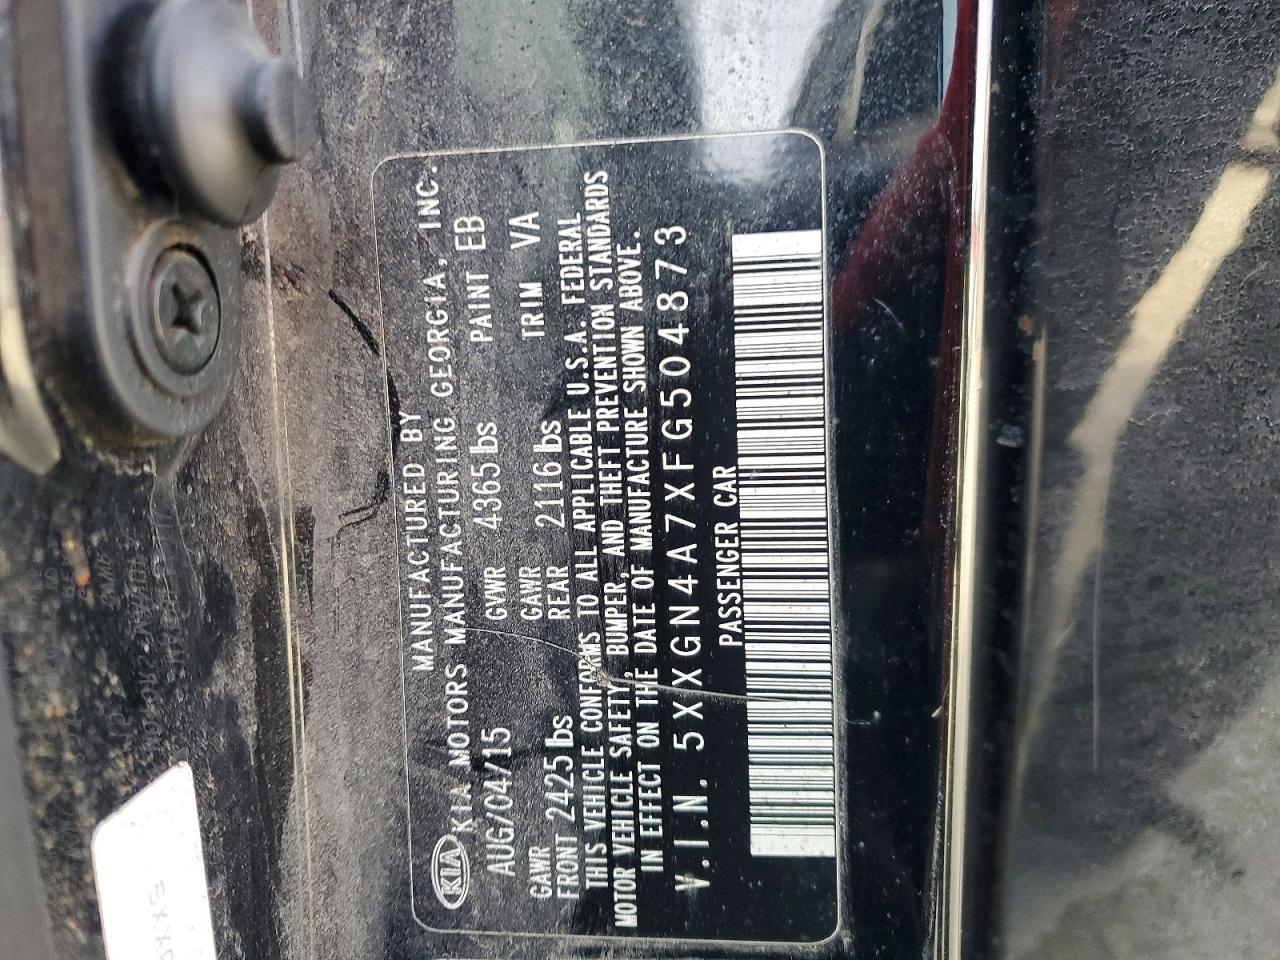 MANUFACTURED BY
KIA KIA MOTORS MANUFACTURING GEORGIA, INC.
AUG/04/15 GVWR 4365 lbs PAINT EB
GAWR FRONT 2425 lbs GAWR REAR 2116 lbs TRIM VA
THIS VEHICLE CONFORMS TO ALL APPLICABLE U.S.A. FEDERAL
MOTOR VEHICLE SAFETY, BUMPER, AND THEFT PREVENTION STANDARDS
IN EFFECT ON THE DATE OF MANUFACTURE SHOWN ABOVE.
V.I.N. 5XXGN4A7XFG504873
PASSENGER CAR